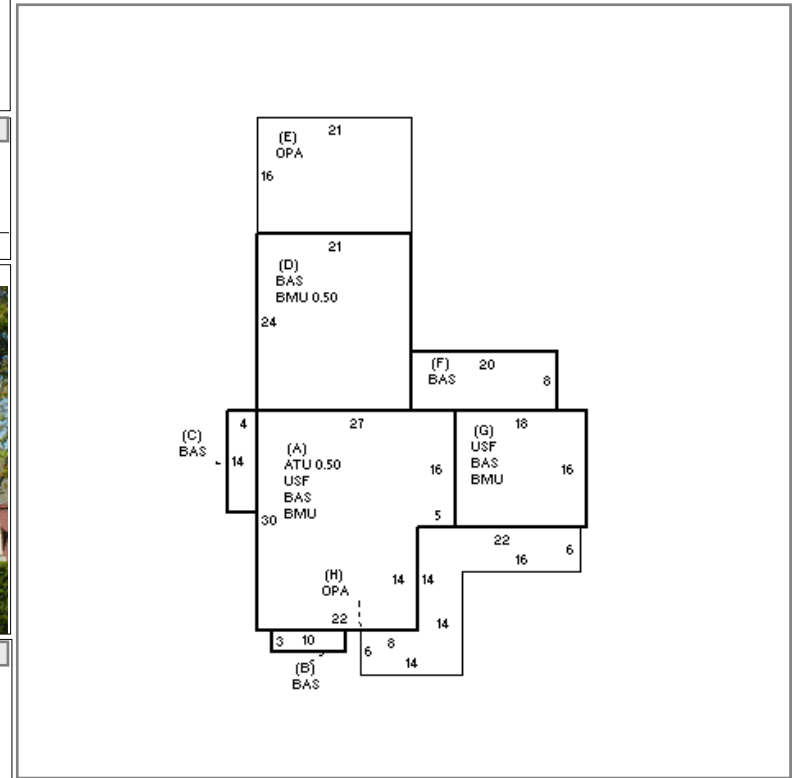 (E)
OPA
21
16
21
(D)
BAS
BMU 0.50
24
(F)
BAS
20
8
(C)
BAS
4
14
27
(A)
ATU 0.50
USF
BAS
BMU
16
5
30
18
(G)
USF
BAS
BMU
16
22
16
6
(H)
OPA
14
14
14
22
3
10
(B)
BAS
6
8
14